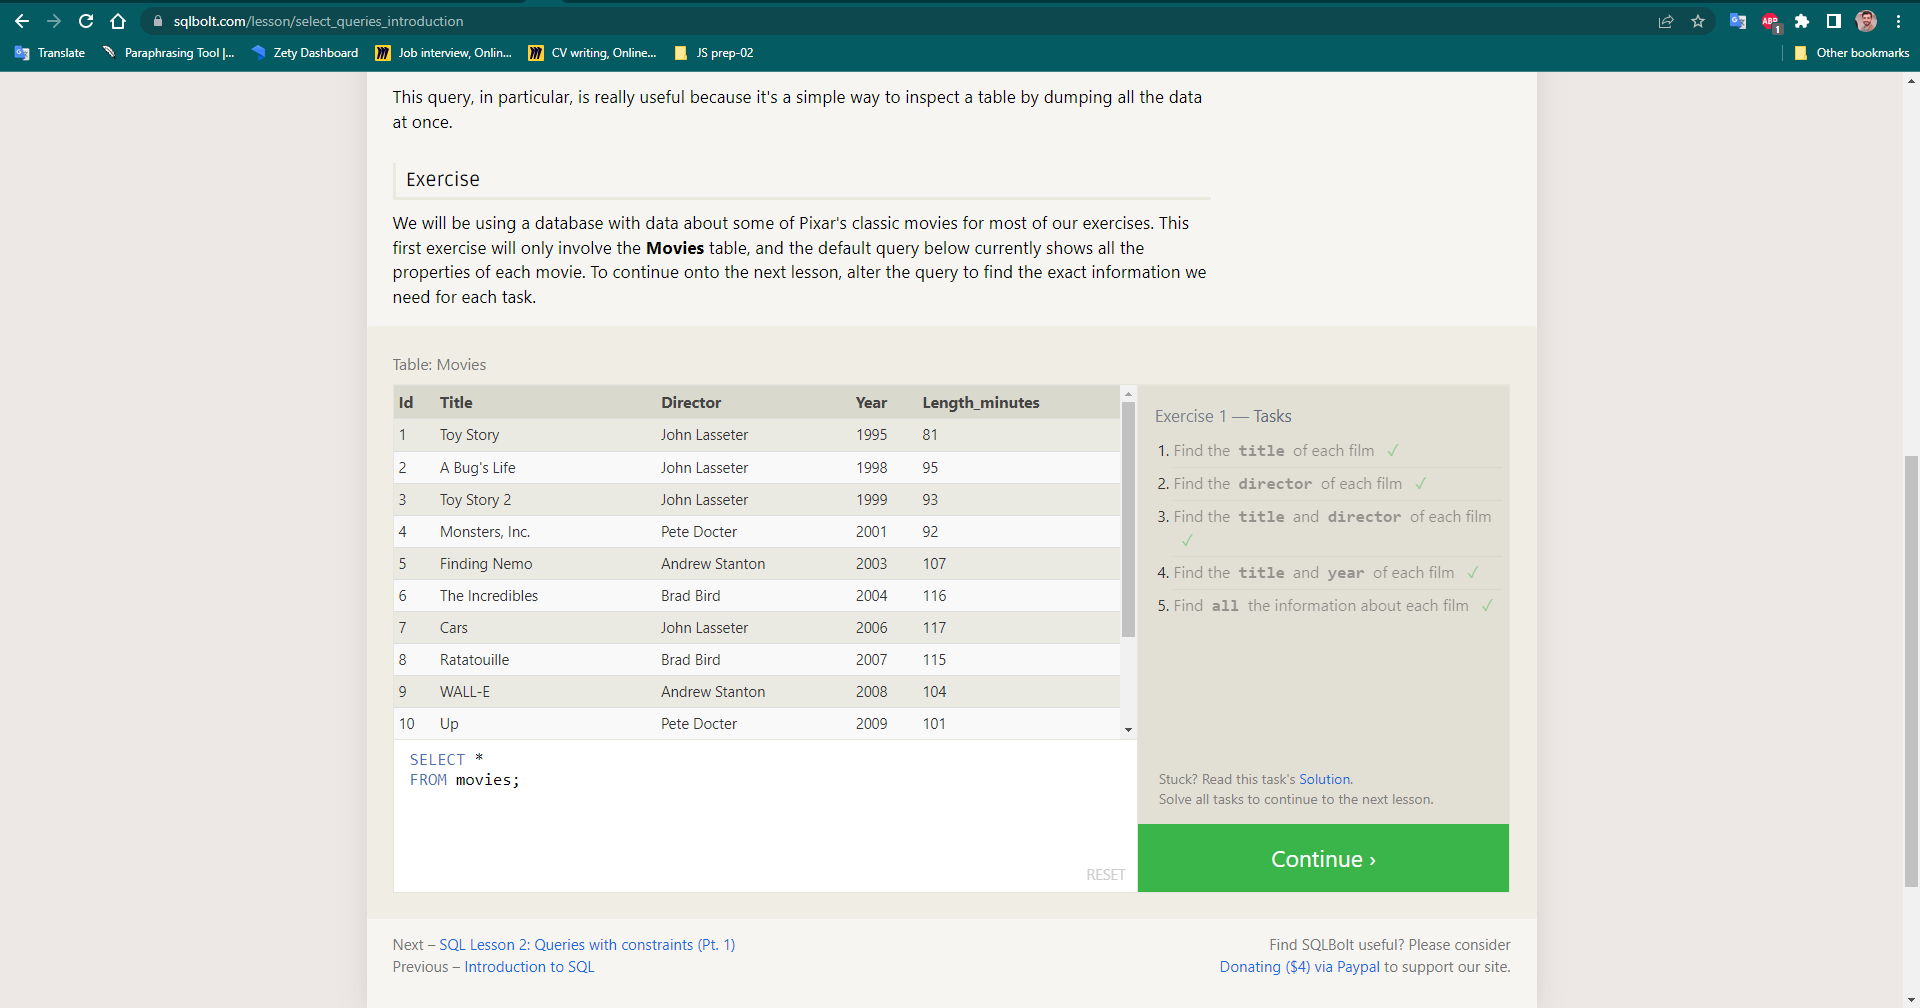 sqlbolt.com/lesson/select_queries_introduction
ABP 1
Translate Paraphrasing Tool |... Zety Dashboard Job interview, Onlin... CV writing, Online... JS prep-02 Other bookmarks
This query, in particular, is really useful because it's a simple way to inspect a table by dumping all the data
at once.
Exercise
We will be using a database with data about some of Pixar's classic movies for most of our exercises. This
first exercise will only involve the Movies table, and the default query below currently shows all the
properties of each movie. To continue onto the next lesson, alter the query to find the exact information we
need for each task.
Table: Movies
Id Title Director Year Length_minutes
1 Toy Story John Lasseter 1995 81
2 A Bug's Life John Lasseter 1998 95
3 Toy Story 2 John Lasseter 1999 93
4 Monsters, Inc. Pete Docter 2001 92
5 Finding Nemo Andrew Stanton 2003 107
6 The Incredibles Brad Bird 2004 116
7 Cars John Lasseter 2006 117
8 Ratatouille Brad Bird 2007 115
9 WALL-E Andrew Stanton 2008 104
10 Up Pete Docter 2009 101
SELECT *
FROM movies;
RESET
Exercise 1 — Tasks
1. Find the title of each film ✓
2. Find the director of each film ✓
3. Find the title and director of each film
✓
4. Find the title and year of each film ✓
5. Find all the information about each film ✓
Stuck? Read this task's Solution.
Solve all tasks to continue to the next lesson.
Continue ›
Next – SQL Lesson 2: Queries with constraints (Pt. 1)
Previous – Introduction to SQL
Find SQLBolt useful? Please consider
Donating ($4) via Paypal to support our site.